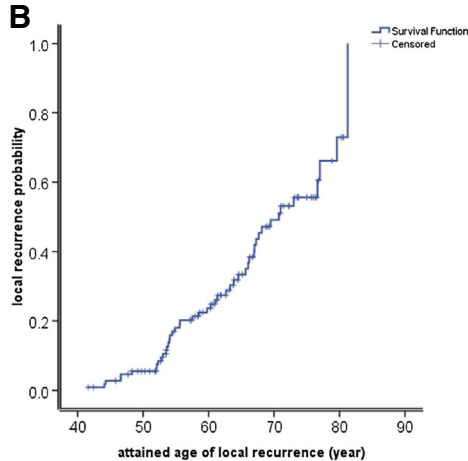 B
Survival Function
Censored
local recurrence probability
1.0
0.8
0.6
0.4
0.2
0.0
40 50 60 70 80 90
attained age of local recurrence (year)